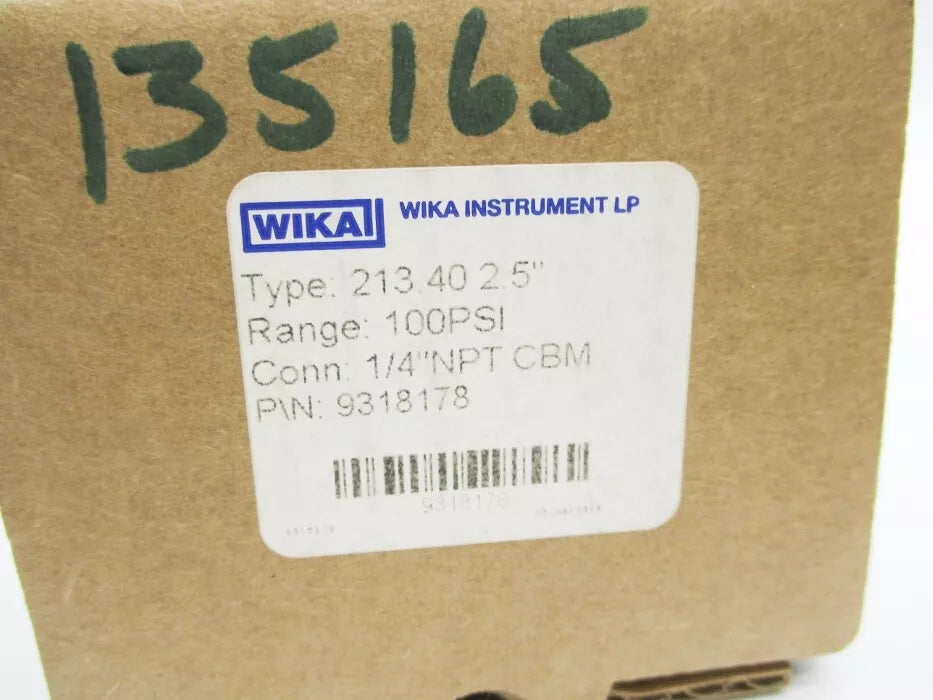 135165
WIKA
WIKA INSTRUMENT LP
Type: 213.40 2.5"
Range: 100PSI
Conn: 1/4"NPT CBM
P\N: 9318178
9318178